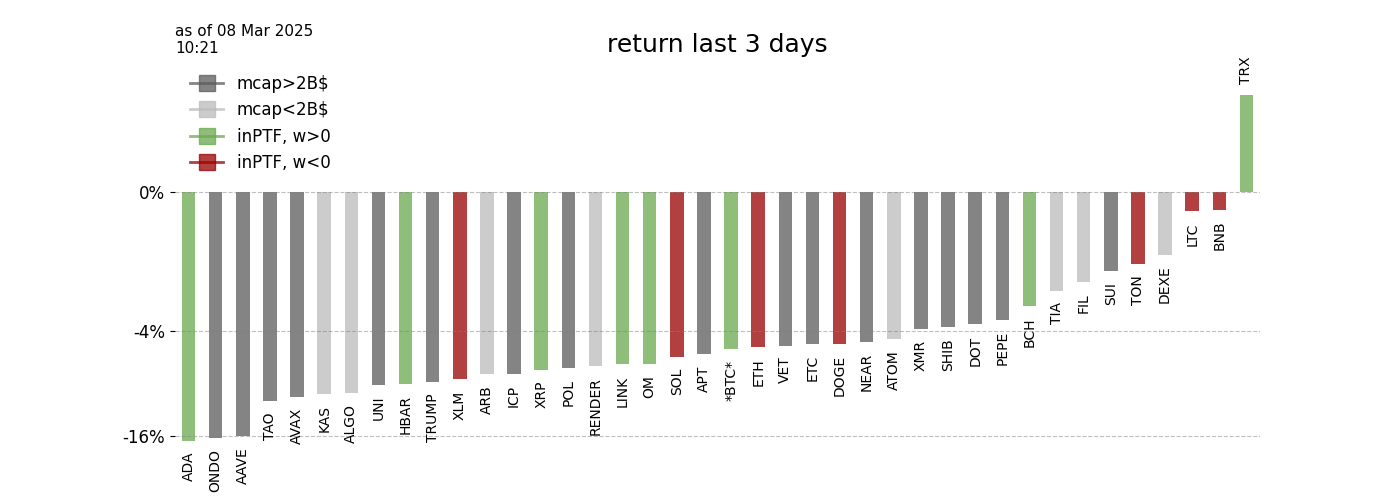 as of 08 Mar 2025
10:21
return last 3 days
mcap>2B$
mcap<2B$
inPTF, w>0
inPTF, w<0
0%
-4%
-16%
ADA
ONDO
AAVE
TAO
AVAX
KAS
ALGO
UNI
HBAR
TRUMP
XLM
ARB
ICP
XRP
POL
RENDER
LINK
OM
SOL
APT
*BTC*
ETH
VET
ETC
DOGE
NEAR
ATOM
XMR
SHIB
DOT
PEPE
BCH
TIA
FIL
SUI
TON
DEXE
LTC
BNB
TRX